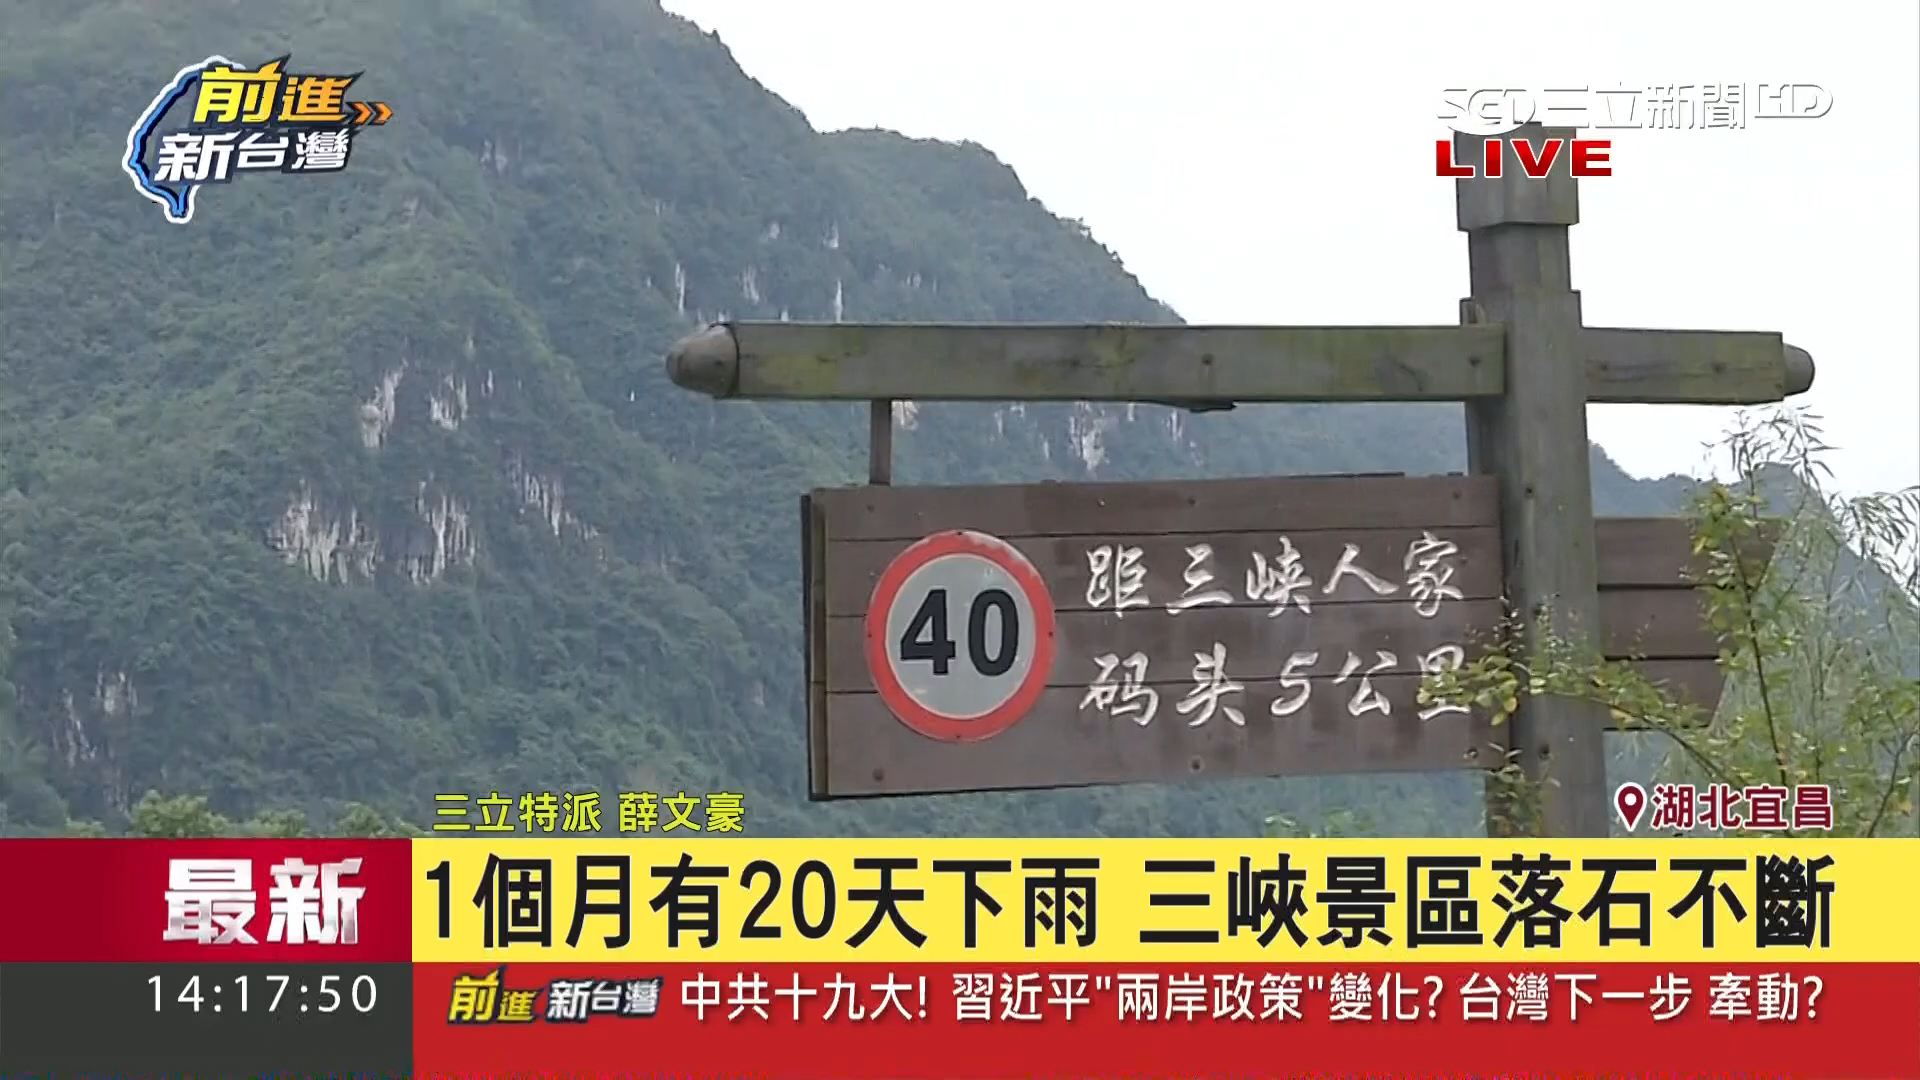 前進
新台灣
SET三立新聞HD
LIVE
40
距三峡人家
码头5公里
三立特派 薛文豪
湖北宜昌
最新
1個月有20天下雨 三峽景區落石不斷
14:17:50
前進新台灣 中共十九大! 習近平"兩岸政策"變化? 台灣下一步 牽動?